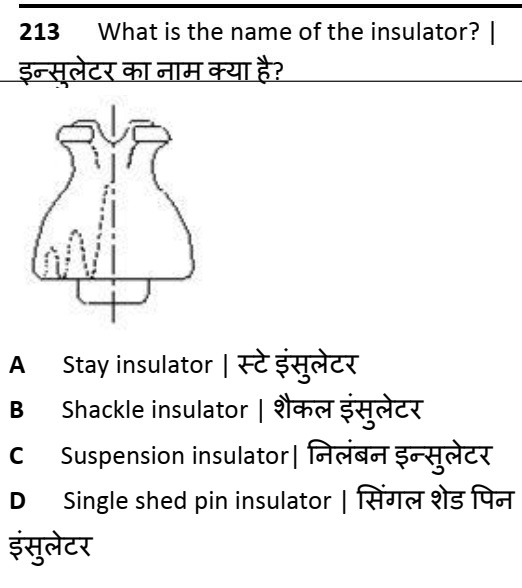 213 What is the name of the insulator? |
इन्सुलेटर का नाम क्या है?
A Stay insulator | स्टे इंसुलेटर
B Shackle insulator | शैकल इंसुलेटर
C Suspension insulator| निलंबन इन्सुलेटर
D Single shed pin insulator | सिंगल शेड पिन
इंसुलेटर